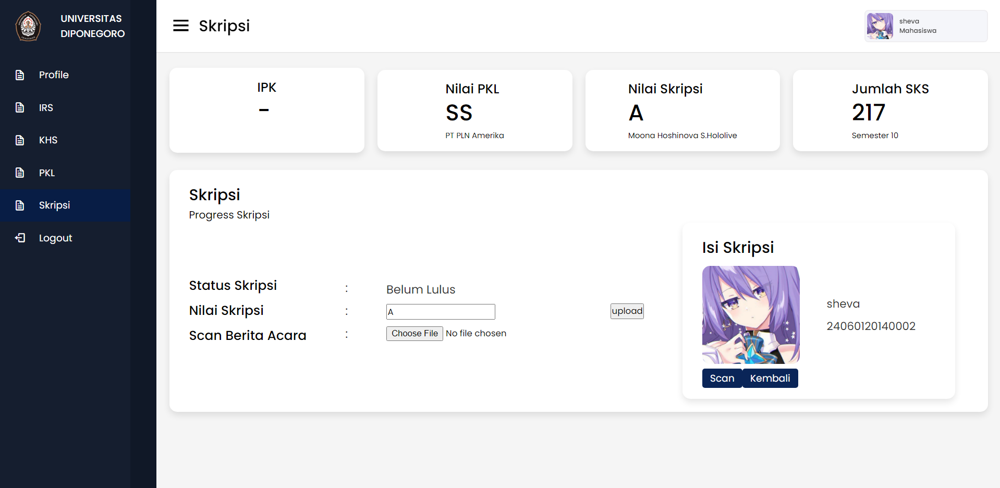 UNIVERSITAS
DIPONEGORO
Profile
IRS
KHS
PKL
Skripsi
Logout
Skripsi
sheva
Mahasiswa
IPK
-
Nilai PKL
SS
PT PLN Amerika
Nilai Skripsi
A
Moona Hoshinova S.Hololive
Jumlah SKS
217
Semester 10
Skripsi
Progress Skripsi
Status Skripsi : Belum Lulus
Nilai Skripsi : A upload
Scan Berita Acara : Choose File No file chosen
Isi Skripsi
sheva
24060120140002
Scan Kembali